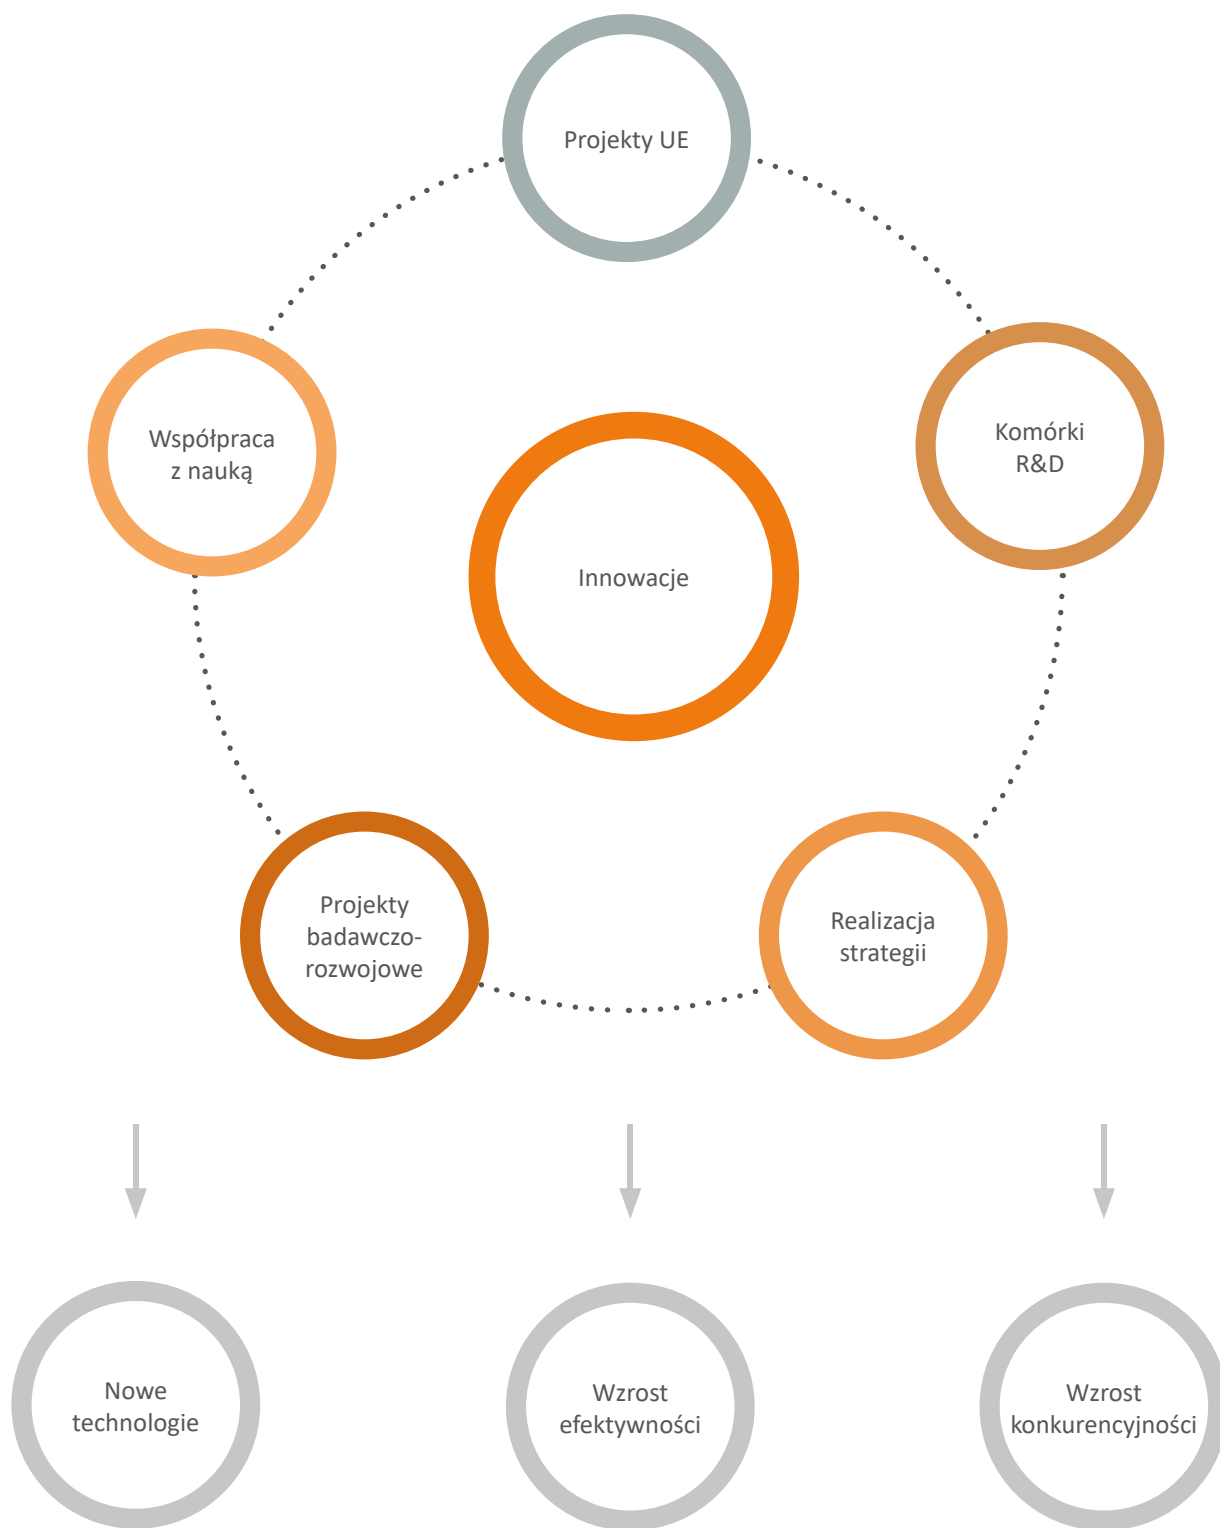 Projekty UE
Współpraca
z nauką
Komórki
R&D
Innowacje
Projekty
badawczo-
rozwojowe
Realizacja
strategii
Nowe
technologie
Wzrost
efektywności
Wzrost
konkurencyjności